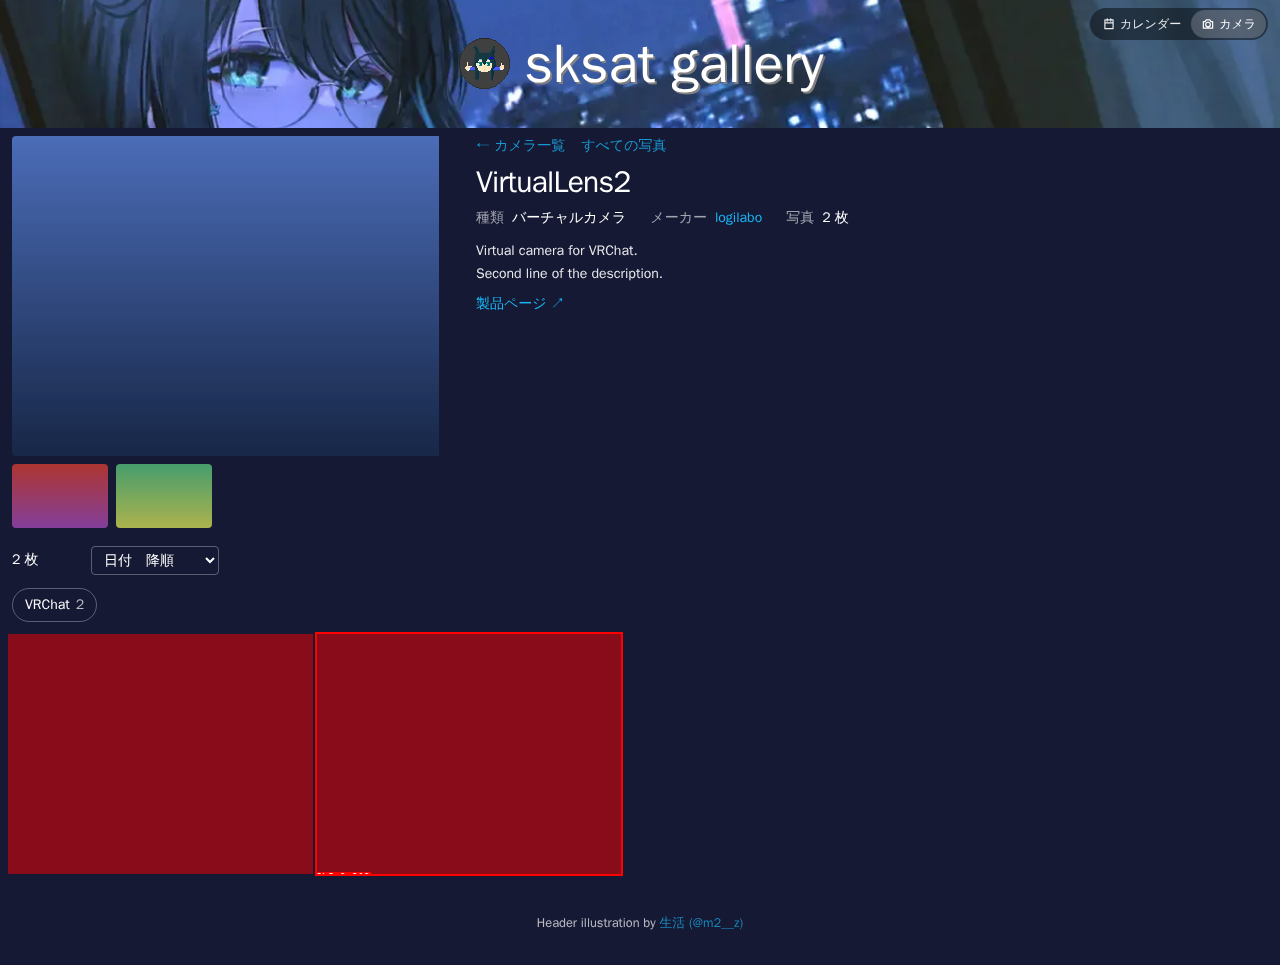 カレンダー
カメラ
sksat gallery
← カメラ一覧 すべての写真
VirtualLens2
種類 バーチャルカメラ メーカー logilabo 写真 2 枚
Virtual camera for VRChat.
Second line of the description.
製品ページ ↗
2 枚
日付 降順
VRChat 2
Header illustration by 生活 (@m2__z)